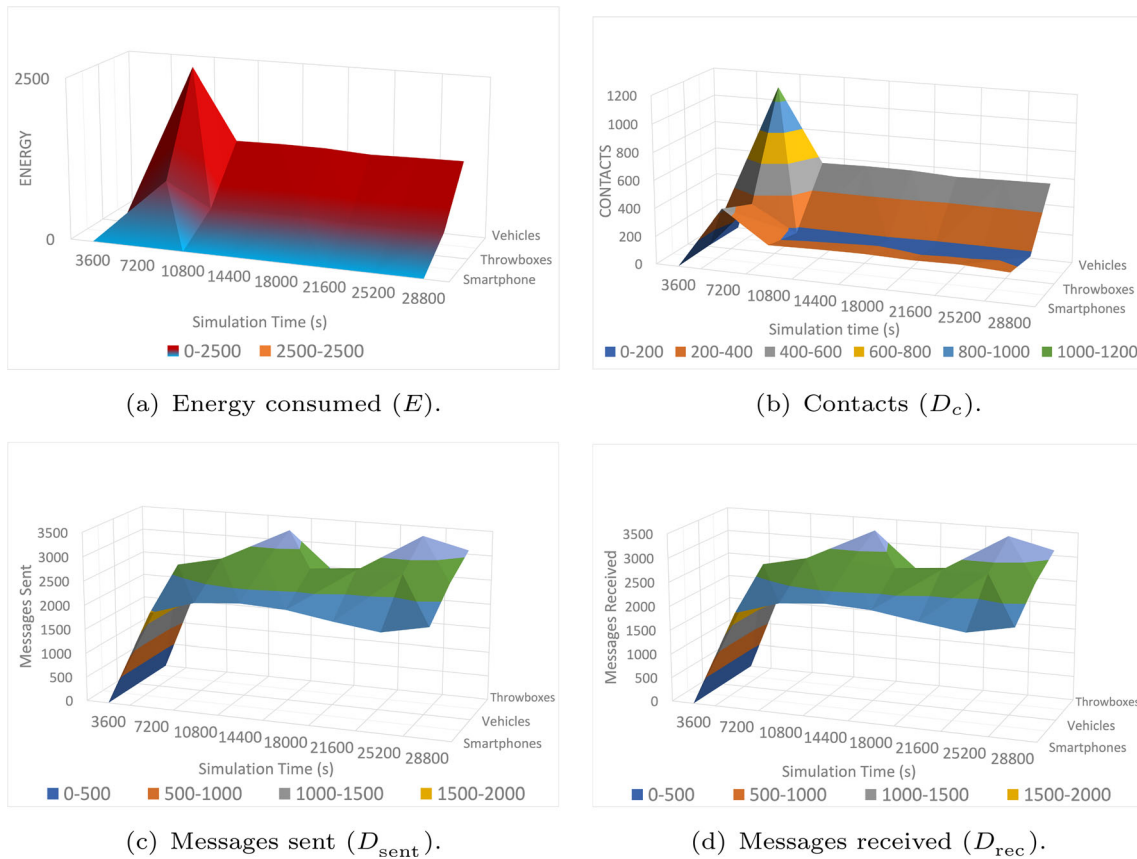 2500
ENERGY
0
3600
7200
10800
14400
18000
21600
25200
28800
Vehicles
Throwboxes
Smartphone
Simulation Time (s)
0-2500 2500-2500
(a) Energy consumed (E).
1200
1000
800
600
400
200
0
CONTACTS
3600
7200
10800
14400
18000
21600
25200
28800
Vehicles
Throwboxes
Smartphones
Simulation time (s)
0-200 200-400 400-600 600-800 800-1000 1000-1200
(b) Contacts (D_c).
3500
3000
2500
2000
1500
1000
500
0
Messages Sent
3600
7200
10800
14400
18000
21600
25200
28800
Throwboxes
Vehicles
Smartphones
Simulation Time (s)
0-500 500-1000 1000-1500 1500-2000
(c) Messages sent (D_sent).
3500
3000
2500
2000
1500
1000
500
0
Messages Received
3600
7200
10800
14400
18000
21600
25200
28800
Throwboxes
Vehicles
Smartphones
Simulation Time (s)
0-500 500-1000 1000-1500 1500-2000
(d) Messages received (D_rec).